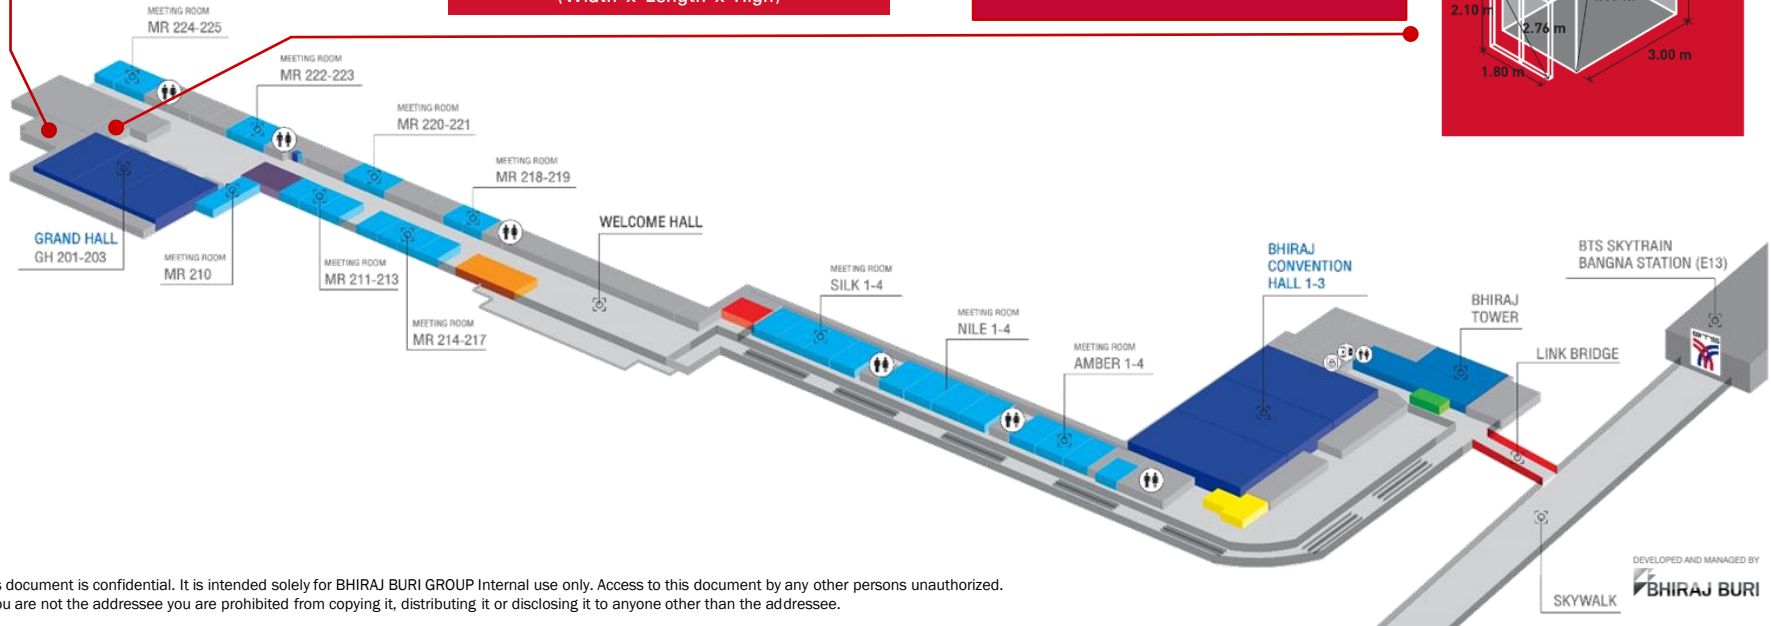 (Width x Length x High)
2.10 m
2.76 m
1.80 m
3.00 m
MEETING ROOM
MR 224-225
MEETING ROOM
MR 222-223
MEETING ROOM
MR 220-221
MEETING ROOM
MR 218-219
WELCOME HALL
GRAND HALL
GH 201-203
MEETING ROOM
MR 210
MEETING ROOM
MR 211-213
MEETING ROOM
MR 214-217
MEETING ROOM
SILK 1-4
MEETING ROOM
NILE 1-4
MEETING ROOM
AMBER 1-4
BHIRAJ
CONVENTION
HALL 1-3
BHIRAJ
TOWER
BTS SKYTRAIN
BANGNA STATION (E13)
LINK BRIDGE
BTS
SKYWALK
DEVELOPED AND MANAGED BY
BHIRAJ BURI
s document is confidential. It is intended solely for BHIRAJ BURI GROUP Internal use only. Access to this document by any other persons unauthorized.
ou are not the addressee you are prohibited from copying it, distributing it or disclosing it to anyone other than the addressee.